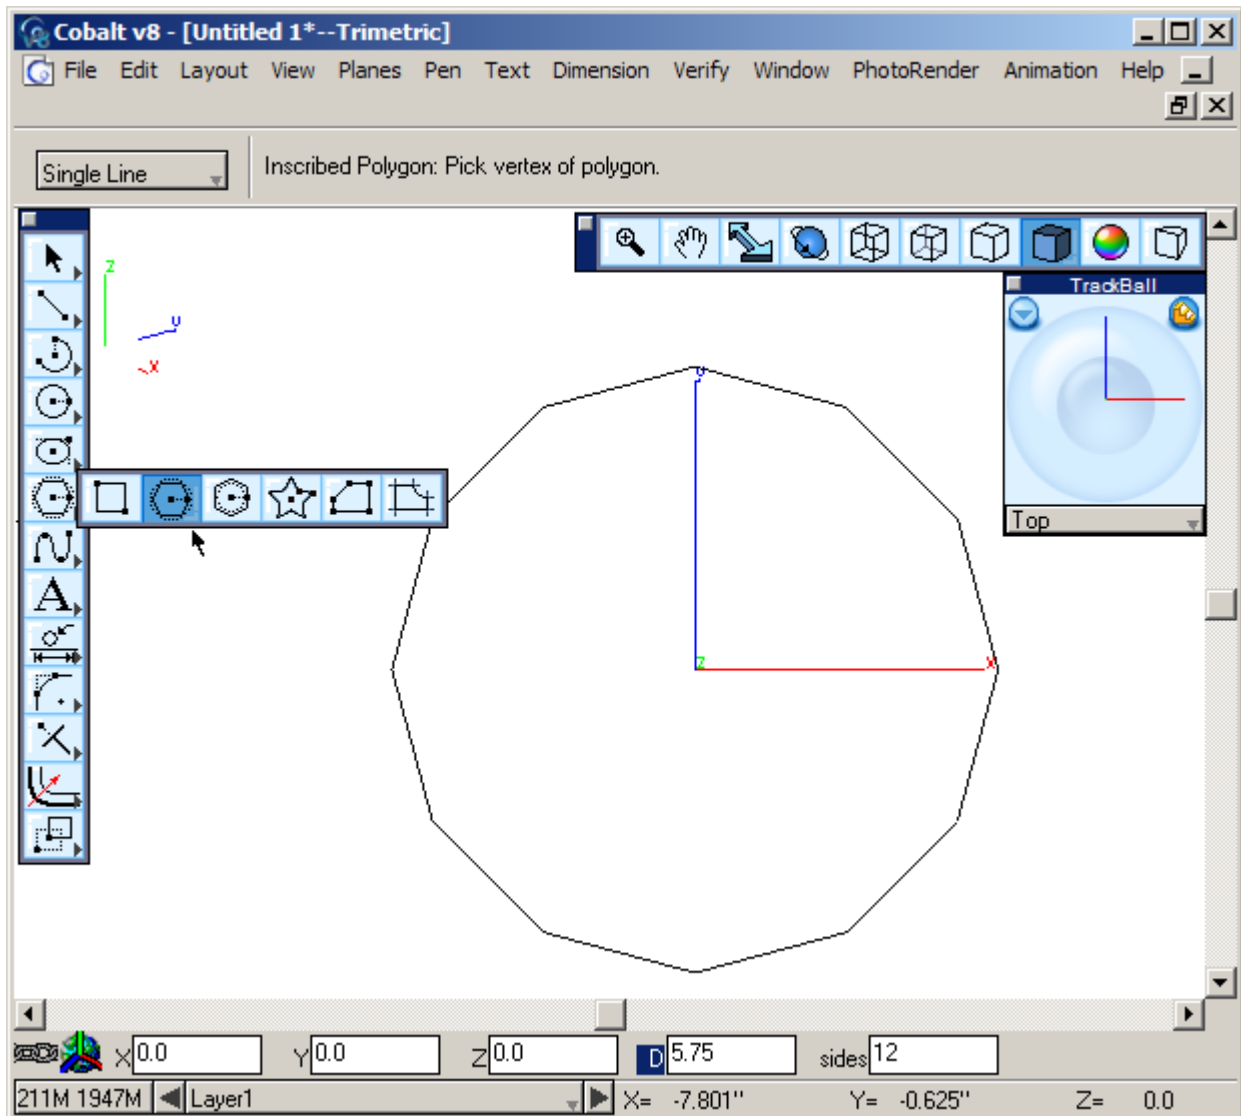 Cobalt v8 - [Untitled 1*--Trimetric]
File Edit Layout View Planes Pen Text Dimension Verify Window PhotoRender Animation Help
Single Line
Inscribed Polygon: Pick vertex of polygon.
TrackBall
z
y
x
y
z
x
A
Top
X 0.0 Y 0.0 Z 0.0 D 5.75 sides 12
211M 1947M Layer1 X= -7.801" Y= -0.625" Z= 0.0